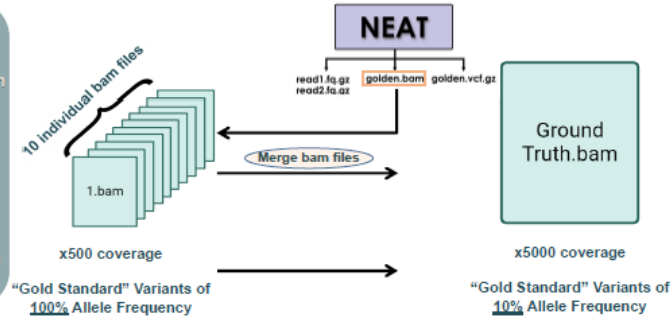 NEAT
read1.fq.gz
read2.fq.gz
golden.bam
golden.vcf.gz
10 individual bam files
1.bam
Merge bam files
Ground
Truth.bam
x500 coverage
x5000 coverage
“Gold Standard” Variants of
100% Allele Frequency
“Gold Standard” Variants of
10% Allele Frequency